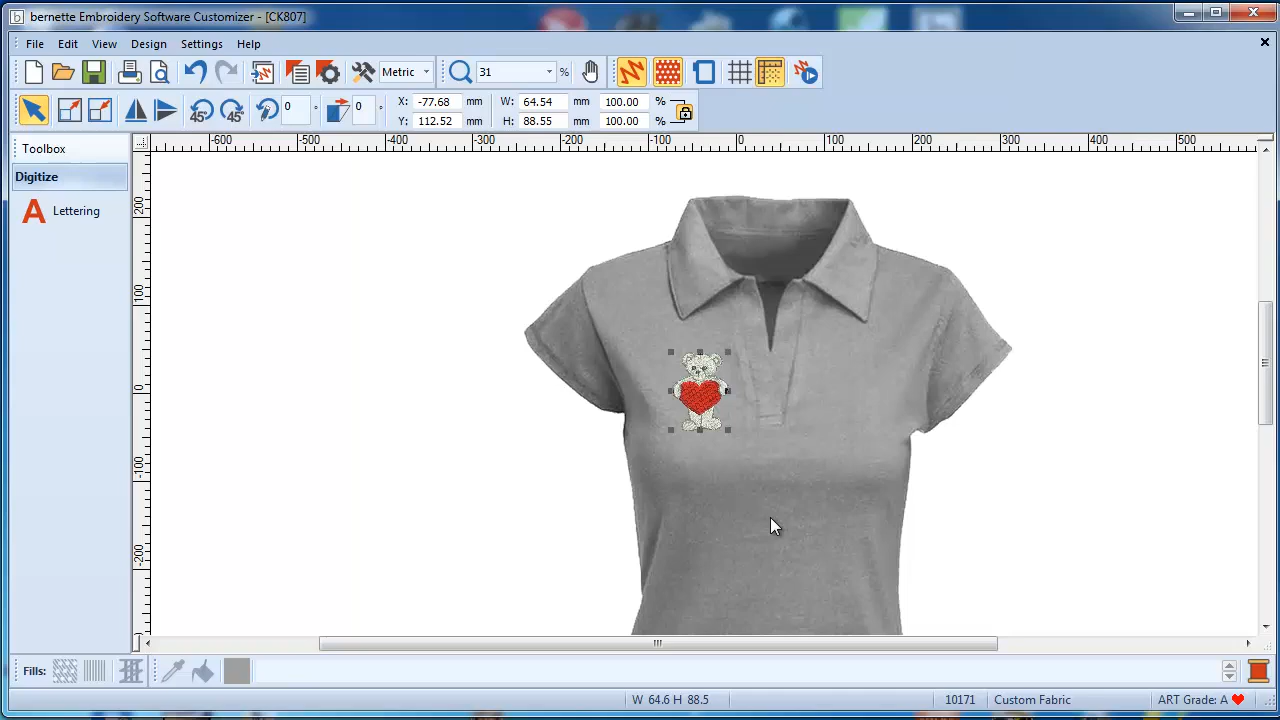 bernette Embroidery Software Customizer - [CK807]
File Edit View Design Settings Help
Metric 31 %
45° 45° 0 ° 0 ° X: -77.68 mm W: 64.54 mm 100.00 %
Y: 112.52 mm H: 88.55 mm 100.00 %
Toolbox
-600 -500 -400 -300 -200 -100 0 100 200 300 400 500
Digitize
A Lettering
200
100
0
-100
-200
Fills:
W 64.6 H 88.5 10171 Custom Fabric ART Grade: A